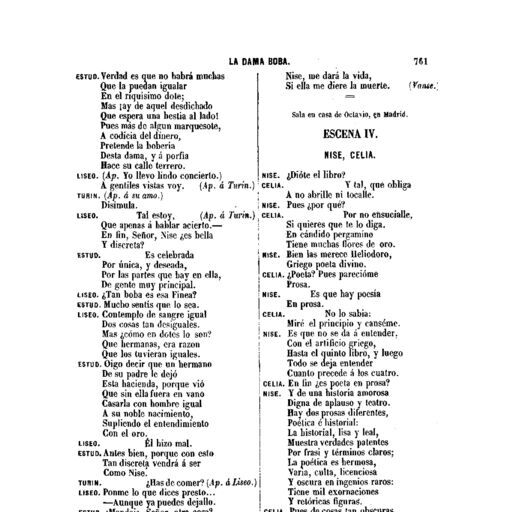 LA DAMA BOBA.
761
ESTUD. Verdad es que no habrá muchas
Que la puedan igualar
En el riquisimo dote;
Mas ¡ay de aquel desdichado
Que espera una bestia al lado!
Pues más de algun marquesote,
A codicia del dinero,
Pretende la boberia
Desta dama, y á porfia
Hace su calle terrero.
LISEO. (Ap. Yo llevo lindo concierto.)
A gentiles vistas voy. (Ap. á Turin.)
TURIN. (Ap. á su amo.)
Disimula.
LISEO. Tal estoy, (Ap. á Turin.)
Que apenas á hablar acierto.—
En fin, Señor, Nise ¿es bella
Y discreta?
ESTUD. Es celebrada
Por única, y deseada,
Por las partes que hay en ella,
De gente muy principal.
LISEO. ¿Tan boba es esa Finea?
ESTUD. Mucho sentis que lo sea.
LISEO. Contemplo de sangre igual
Dos cosas tan desiguales.
Mas ¿cómo en dotes lo son?
Que hermanas, era razon
Que los tuvieran iguales.
ESTUD. Oigo decir que un hermano
De su padre le dejó
Esta hacienda, porque vió
Que sin ella fuera en vano
Casarla con hombre igual
A su noble nacimiento,
Supliendo el entendimiento
Con el oro.
LISEO. Él hizo mal.
ESTUD. Antes bien, porque con esto
Tan discreta vendrá á ser
Como Nise.
TURIN. ¿Has de comer? (Ap. á Liseo.)
LISEO. Ponme lo que dices presto...
—Aunque ya puedes dejallo.
Nise, me dará la vida,
Si ella me diere la muerte. (Vanse.)
Sala en casa de Octavio, en Madrid.
ESCENA IV.
NISE, CELIA.
NISE. ¿Dióte el libro?
CELIA. Y tal, que obliga
A no abrille ni tocalle.
NISE. Pues ¿por qué?
CELIA. Por no ensucialle,
Si quieres que te lo diga.
En cándido pergamino
Tiene muchas flores de oro.
NISE. Bien las merece Heliodoro,
Griego poeta divino.
CELIA. ¿Poeta? Pues parecióme
Prosa.
NISE. Es que hay poesía
En prosa.
CELIA. No lo sabia:
Miré el principio y canséme.
NISE. Es que no se da á entender,
Con el artificio griego,
Hasta el quinto libro, y luego
Todo se deja entender
Cuanto precede á los cuatro.
CELIA. En fin ¿es poeta en prosa?
NISE. Y de una historia amorosa
Digna de aplauso y teatro.
Hay dos prosas diferentes,
Poética é historial:
La historial, lisa y leal,
Muestra verdades patentes
Por frasi y términos claros;
La poética es hermosa,
Varia, culta, licenciosa
Y oscura en ingenios raros:
Tiene mil exornaciones
Y retóricas figuras.
CELIA. Pues de cosas tan obscuras